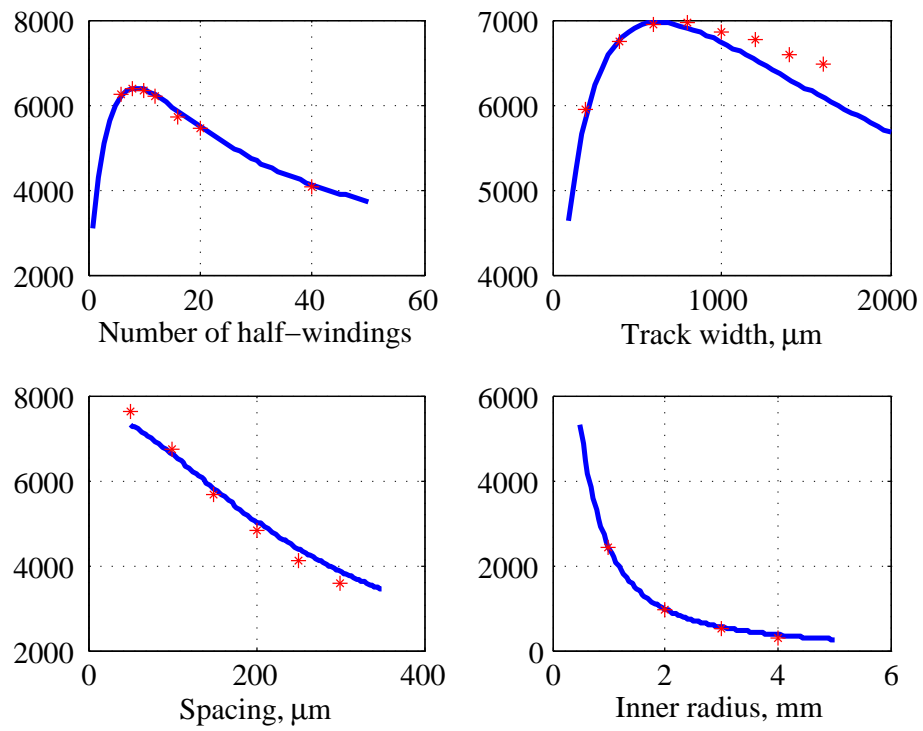 8000
6000
4000
2000
0 20 40 60
Number of half−windings
7000
6000
5000
4000
0 1000 2000
Track width, μm
8000
6000
4000
2000
0 200 400
Spacing, μm
6000
4000
2000
0
0 2 4 6
Inner radius, mm